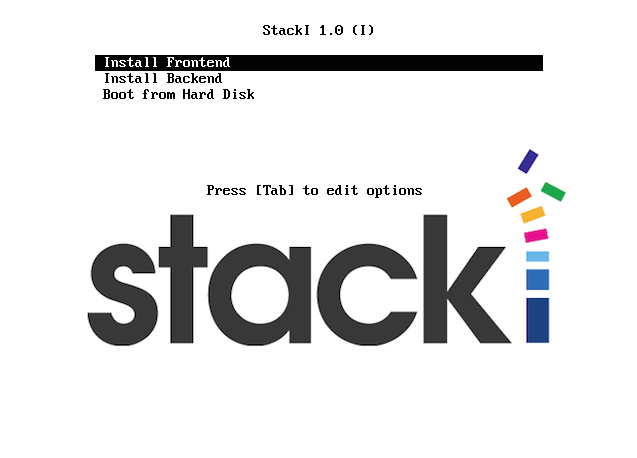 StackI 1.0 (I)
Install Frontend
Install Backend
Boot from Hard Disk
Press [Tab] to edit options
stacki